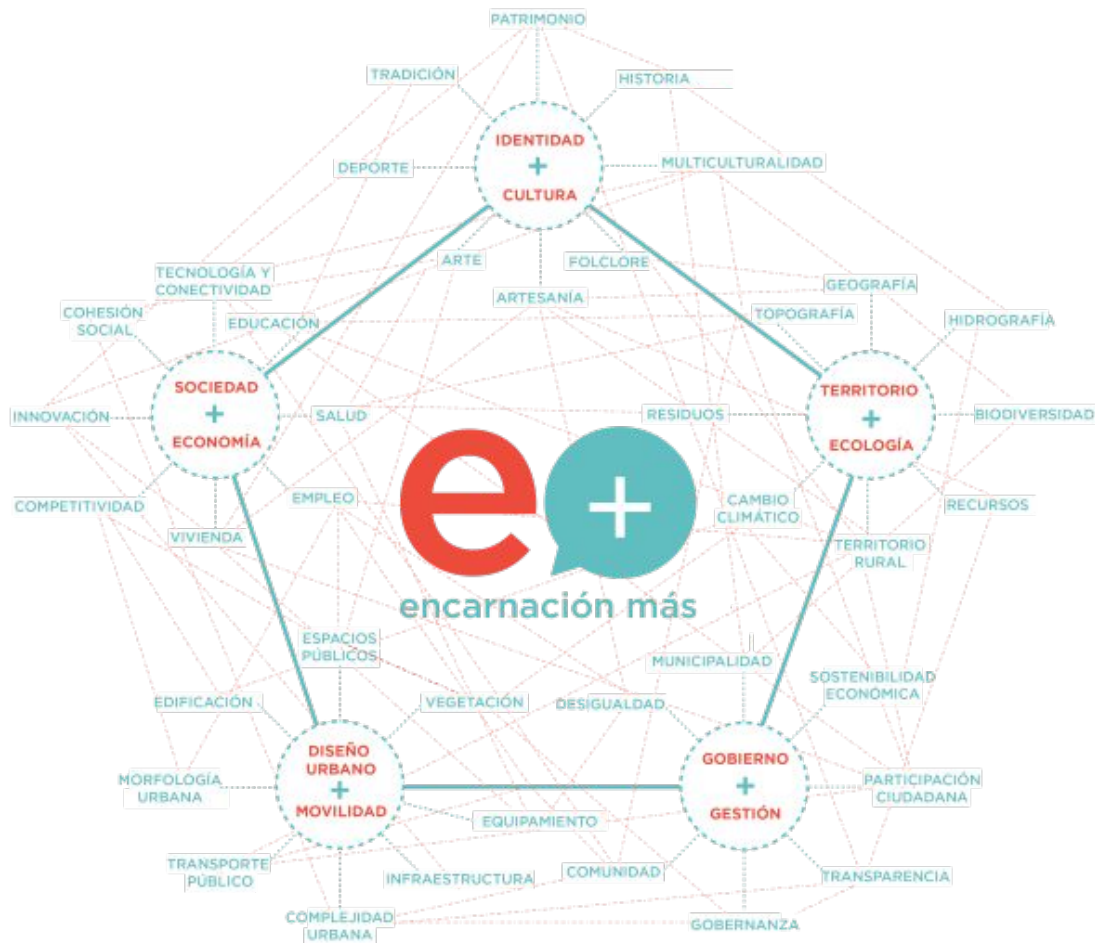 PATRIMONIO
TRADICIÓN
HISTORIA
IDENTIDAD
+
CULTURA
DEPORTE
MULTICULTURALIDAD
ARTE
FOLCLORE
ARTESANÍA
TECNOLOGÍA Y
CONECTIVIDAD
COHESIÓN
SOCIAL
EDUCACIÓN
GEOGRAFÍA
TOPOGRAFÍA
HIDROGRAFÍA
SOCIEDAD
+
ECONOMÍA
INNOVACIÓN
SALUD
COMPETITIVIDAD
VIVIENDA
EMPLEO
TERRITORIO
+
ECOLOGÍA
RESIDUOS
BIODIVERSIDAD
CAMBIO
CLIMÁTICO
RECURSOS
TERRITORIO
RURAL
e+
encarnación más
ESPACIOS
PÚBLICOS
EDIFICACIÓN
VEGETACIÓN
DISEÑO
URBANO
+
MOVILIDAD
MORFOLOGÍA
URBANA
EQUIPAMIENTO
TRANSPORTE
PÚBLICO
INFRAESTRUCTURA
COMPLEJIDAD
URBANA
MUNICIPALIDAD
DESIGUALDAD
SOSTENIBILIDAD
ECONÓMICA
GOBIERNO
+
GESTIÓN
PARTICIPACIÓN
CIUDADANA
COMUNIDAD
TRANSPARENCIA
GOBERNANZA